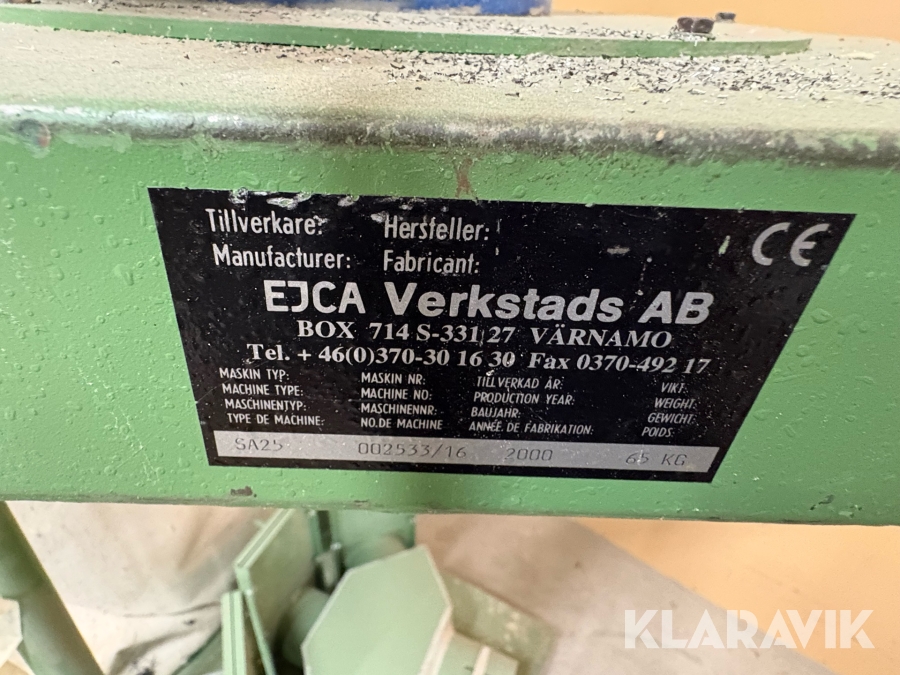 Tillverkare: Hersteller:
Manufacturer: Fabricant:
CE
EJCA Verkstads AB
BOX 714 S-331 27 VÄRNAMO
Tel. + 46(0)370-30 16 30 Fax 0370-492 17
MASKIN TYP: MASKIN NR: TILLVERKAD ÅR: VIKT:
MACHINE TYPE: MACHINE NO: PRODUCTION YEAR: WEIGHT:
MASCHINENTYP: MASCHINENNR: BAUJAHR: GEWICHT:
TYPE DE MACHINE: NO.DE MACHINE ANNÉE DE FABRIKATION: POIDS:
SA25 002533/16 2000 65 KG
KLARAVIK